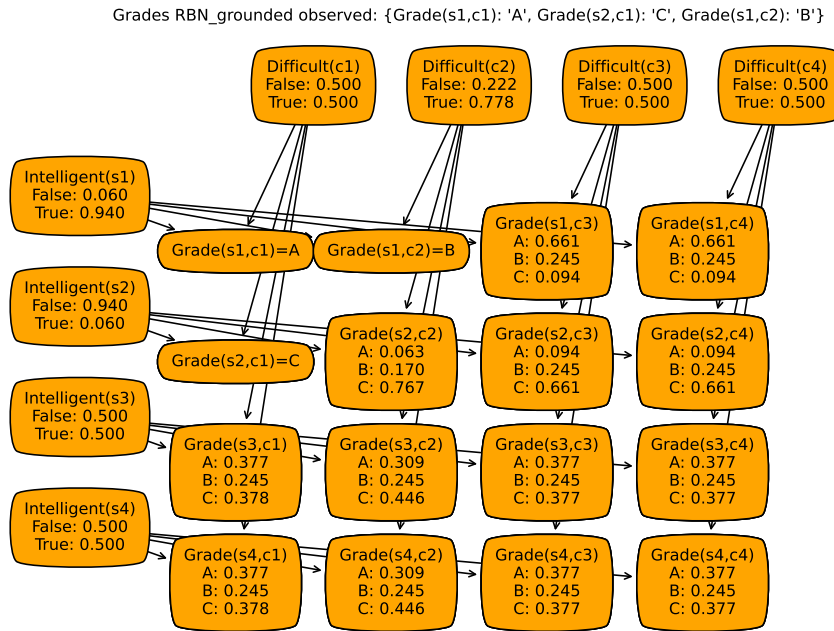 Grades RBN_grounded observed: {Grade(s1,c1): 'A', Grade(s2,c1): 'C', Grade(s1,c2): 'B'}
Difficult(c1)
False: 0.500
True: 0.500
Difficult(c2)
False: 0.222
True: 0.778
Difficult(c3)
False: 0.500
True: 0.500
Difficult(c4)
False: 0.500
True: 0.500
Intelligent(s1)
False: 0.060
True: 0.940
Grade(s1,c1)=A
Grade(s1,c2)=B
Grade(s1,c3)
A: 0.661
B: 0.245
C: 0.094
Grade(s1,c4)
A: 0.661
B: 0.245
C: 0.094
Intelligent(s2)
False: 0.940
True: 0.060
Grade(s2,c1)=C
Grade(s2,c2)
A: 0.063
B: 0.170
C: 0.767
Grade(s2,c3)
A: 0.094
B: 0.245
C: 0.661
Grade(s2,c4)
A: 0.094
B: 0.245
C: 0.661
Intelligent(s3)
False: 0.500
True: 0.500
Grade(s3,c1)
A: 0.377
B: 0.245
C: 0.378
Grade(s3,c2)
A: 0.309
B: 0.245
C: 0.446
Grade(s3,c3)
A: 0.377
B: 0.245
C: 0.377
Grade(s3,c4)
A: 0.377
B: 0.245
C: 0.377
Intelligent(s4)
False: 0.500
True: 0.500
Grade(s4,c1)
A: 0.377
B: 0.245
C: 0.378
Grade(s4,c2)
A: 0.309
B: 0.245
C: 0.446
Grade(s4,c3)
A: 0.377
B: 0.245
C: 0.377
Grade(s4,c4)
A: 0.377
B: 0.245
C: 0.377